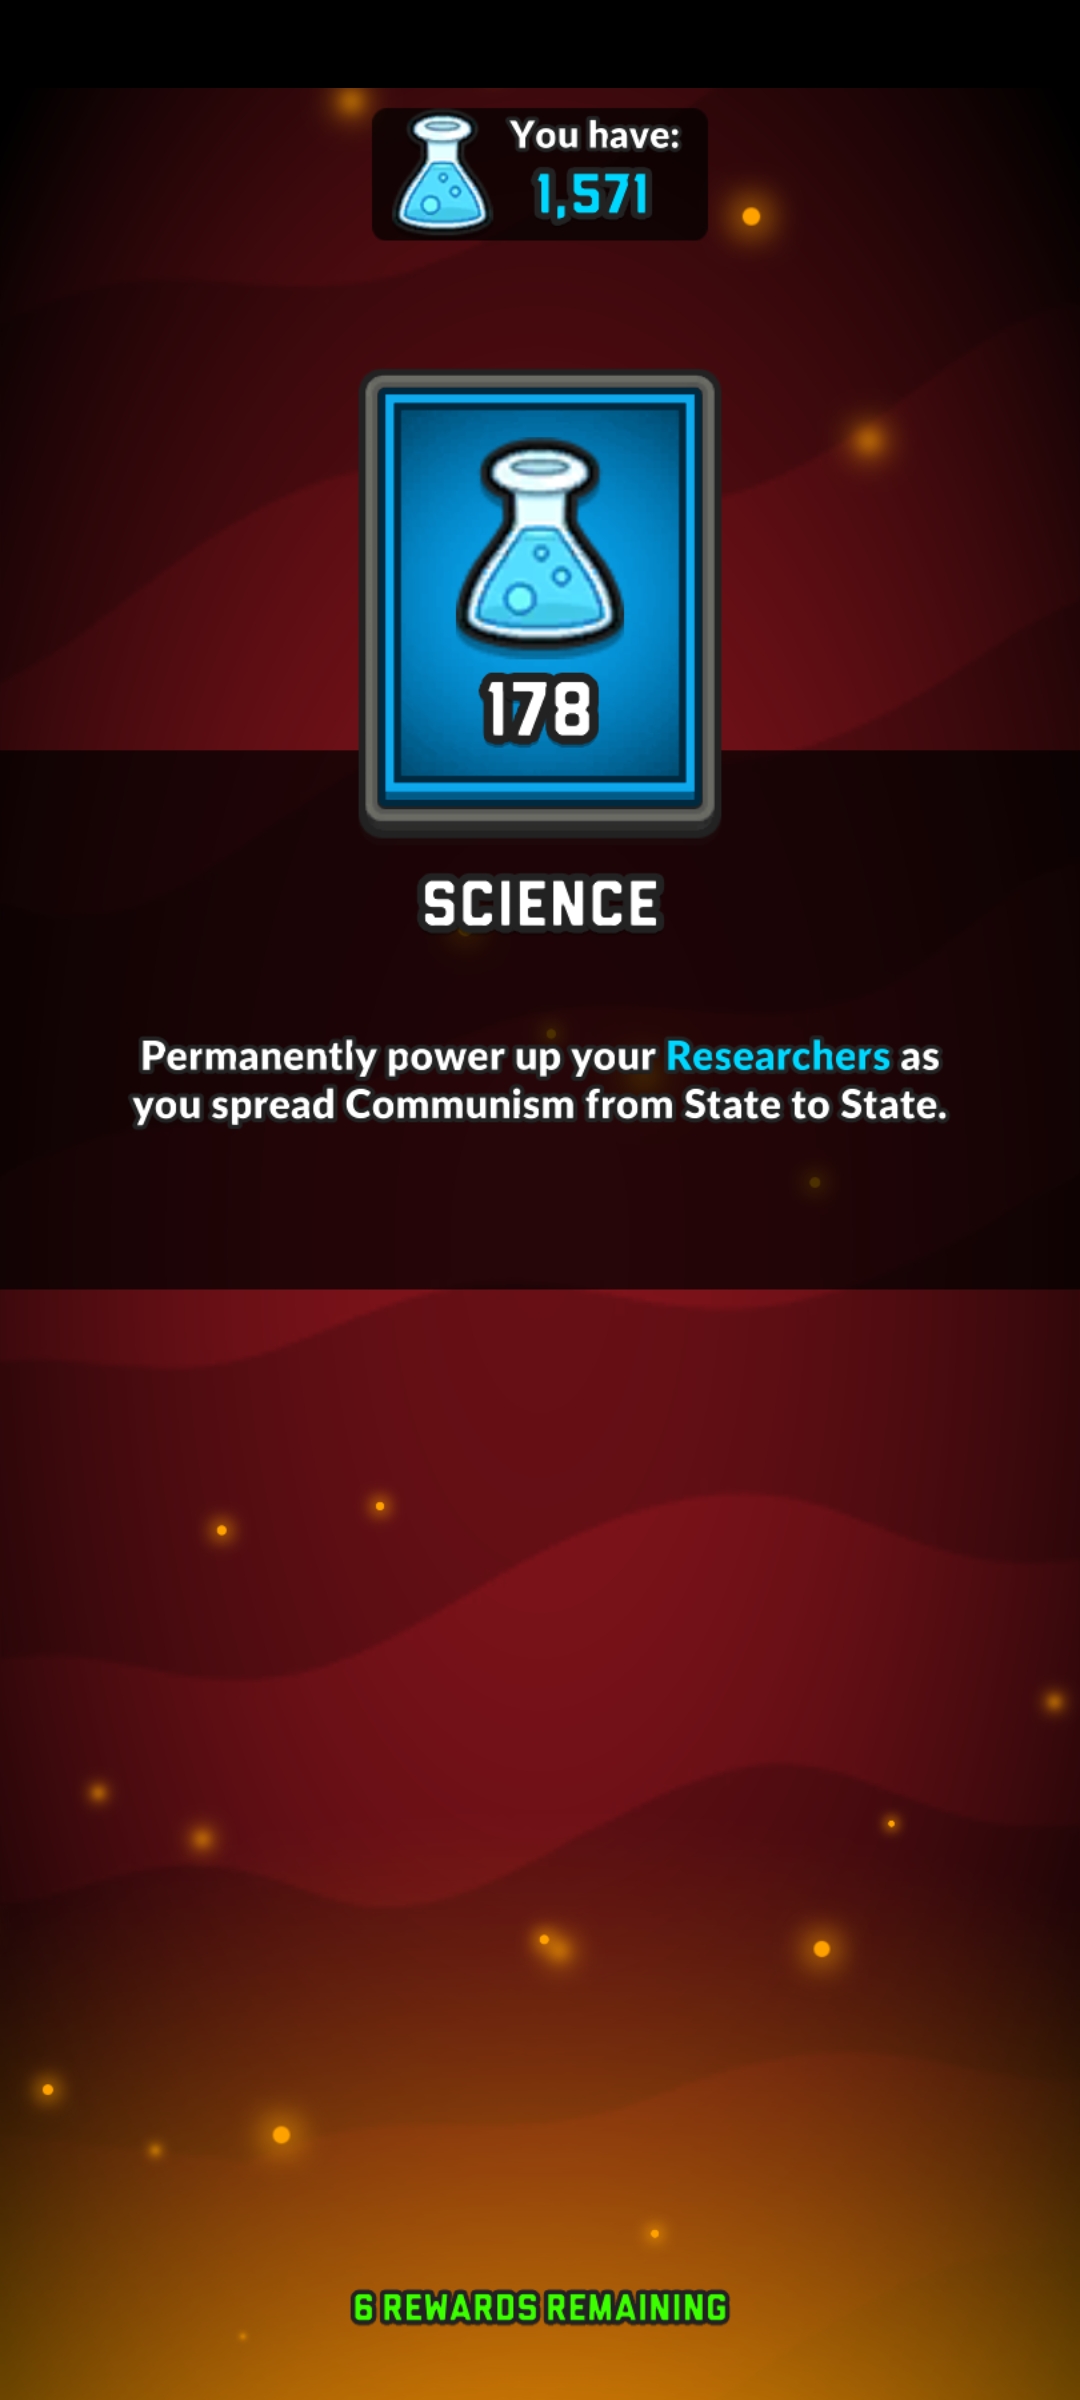 You have:
1,571
178
SCIENCE
Permanently power up your Researchers as
you spread Communism from State to State.
6 REWARDS REMAINING